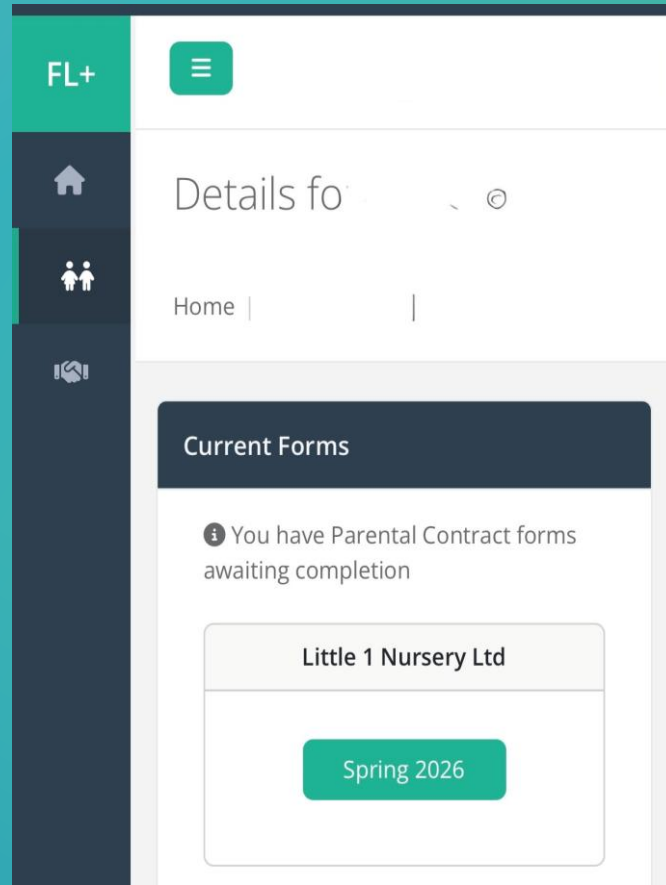 FL+
Details fo
Home
Current Forms
You have Parental Contract forms
awaiting completion
Little 1 Nursery Ltd
Spring 2026